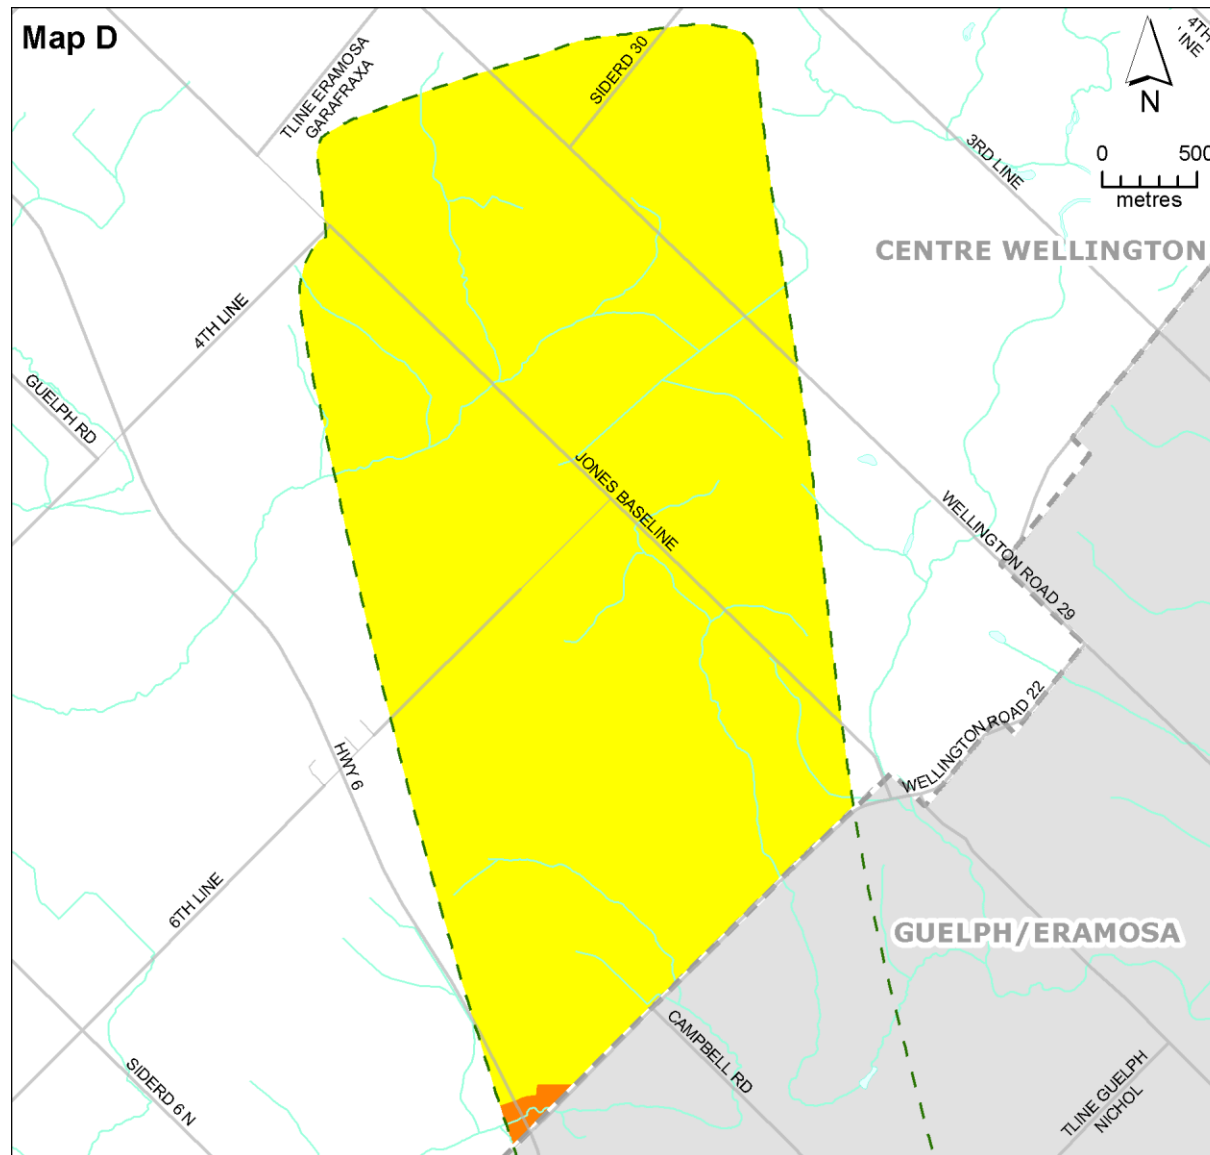 Map D
TLINE ERAMOSA
GARAFRAXA
SIDERD 30
4TH
LINE
N
0 500
metres
3RD LINE
CENTRE WELLINGTON
4TH LINE
GUELPH RD
JONES BASELINE
WELLINGTON ROAD 29
WELLINGTON ROAD 22
HWY 6
6TH LINE
GUELPH/ERAMOSA
CAMPBELL RD
SIDERD 6 N
TLINE GUELPH
NICHOL